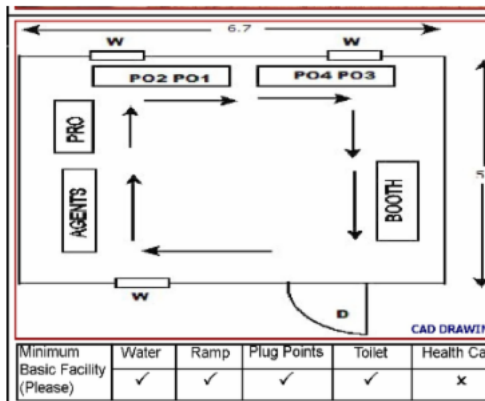 6.7
W W
PO2 PO1 PO4 PO3
PRO
AGENTS
BOOTH
5
W
D
CAD DRAWIN
Minimum Basic Facility (Please) Water Ramp Plug Points Toilet Health Ca
✓ ✓ ✓ ✓ x